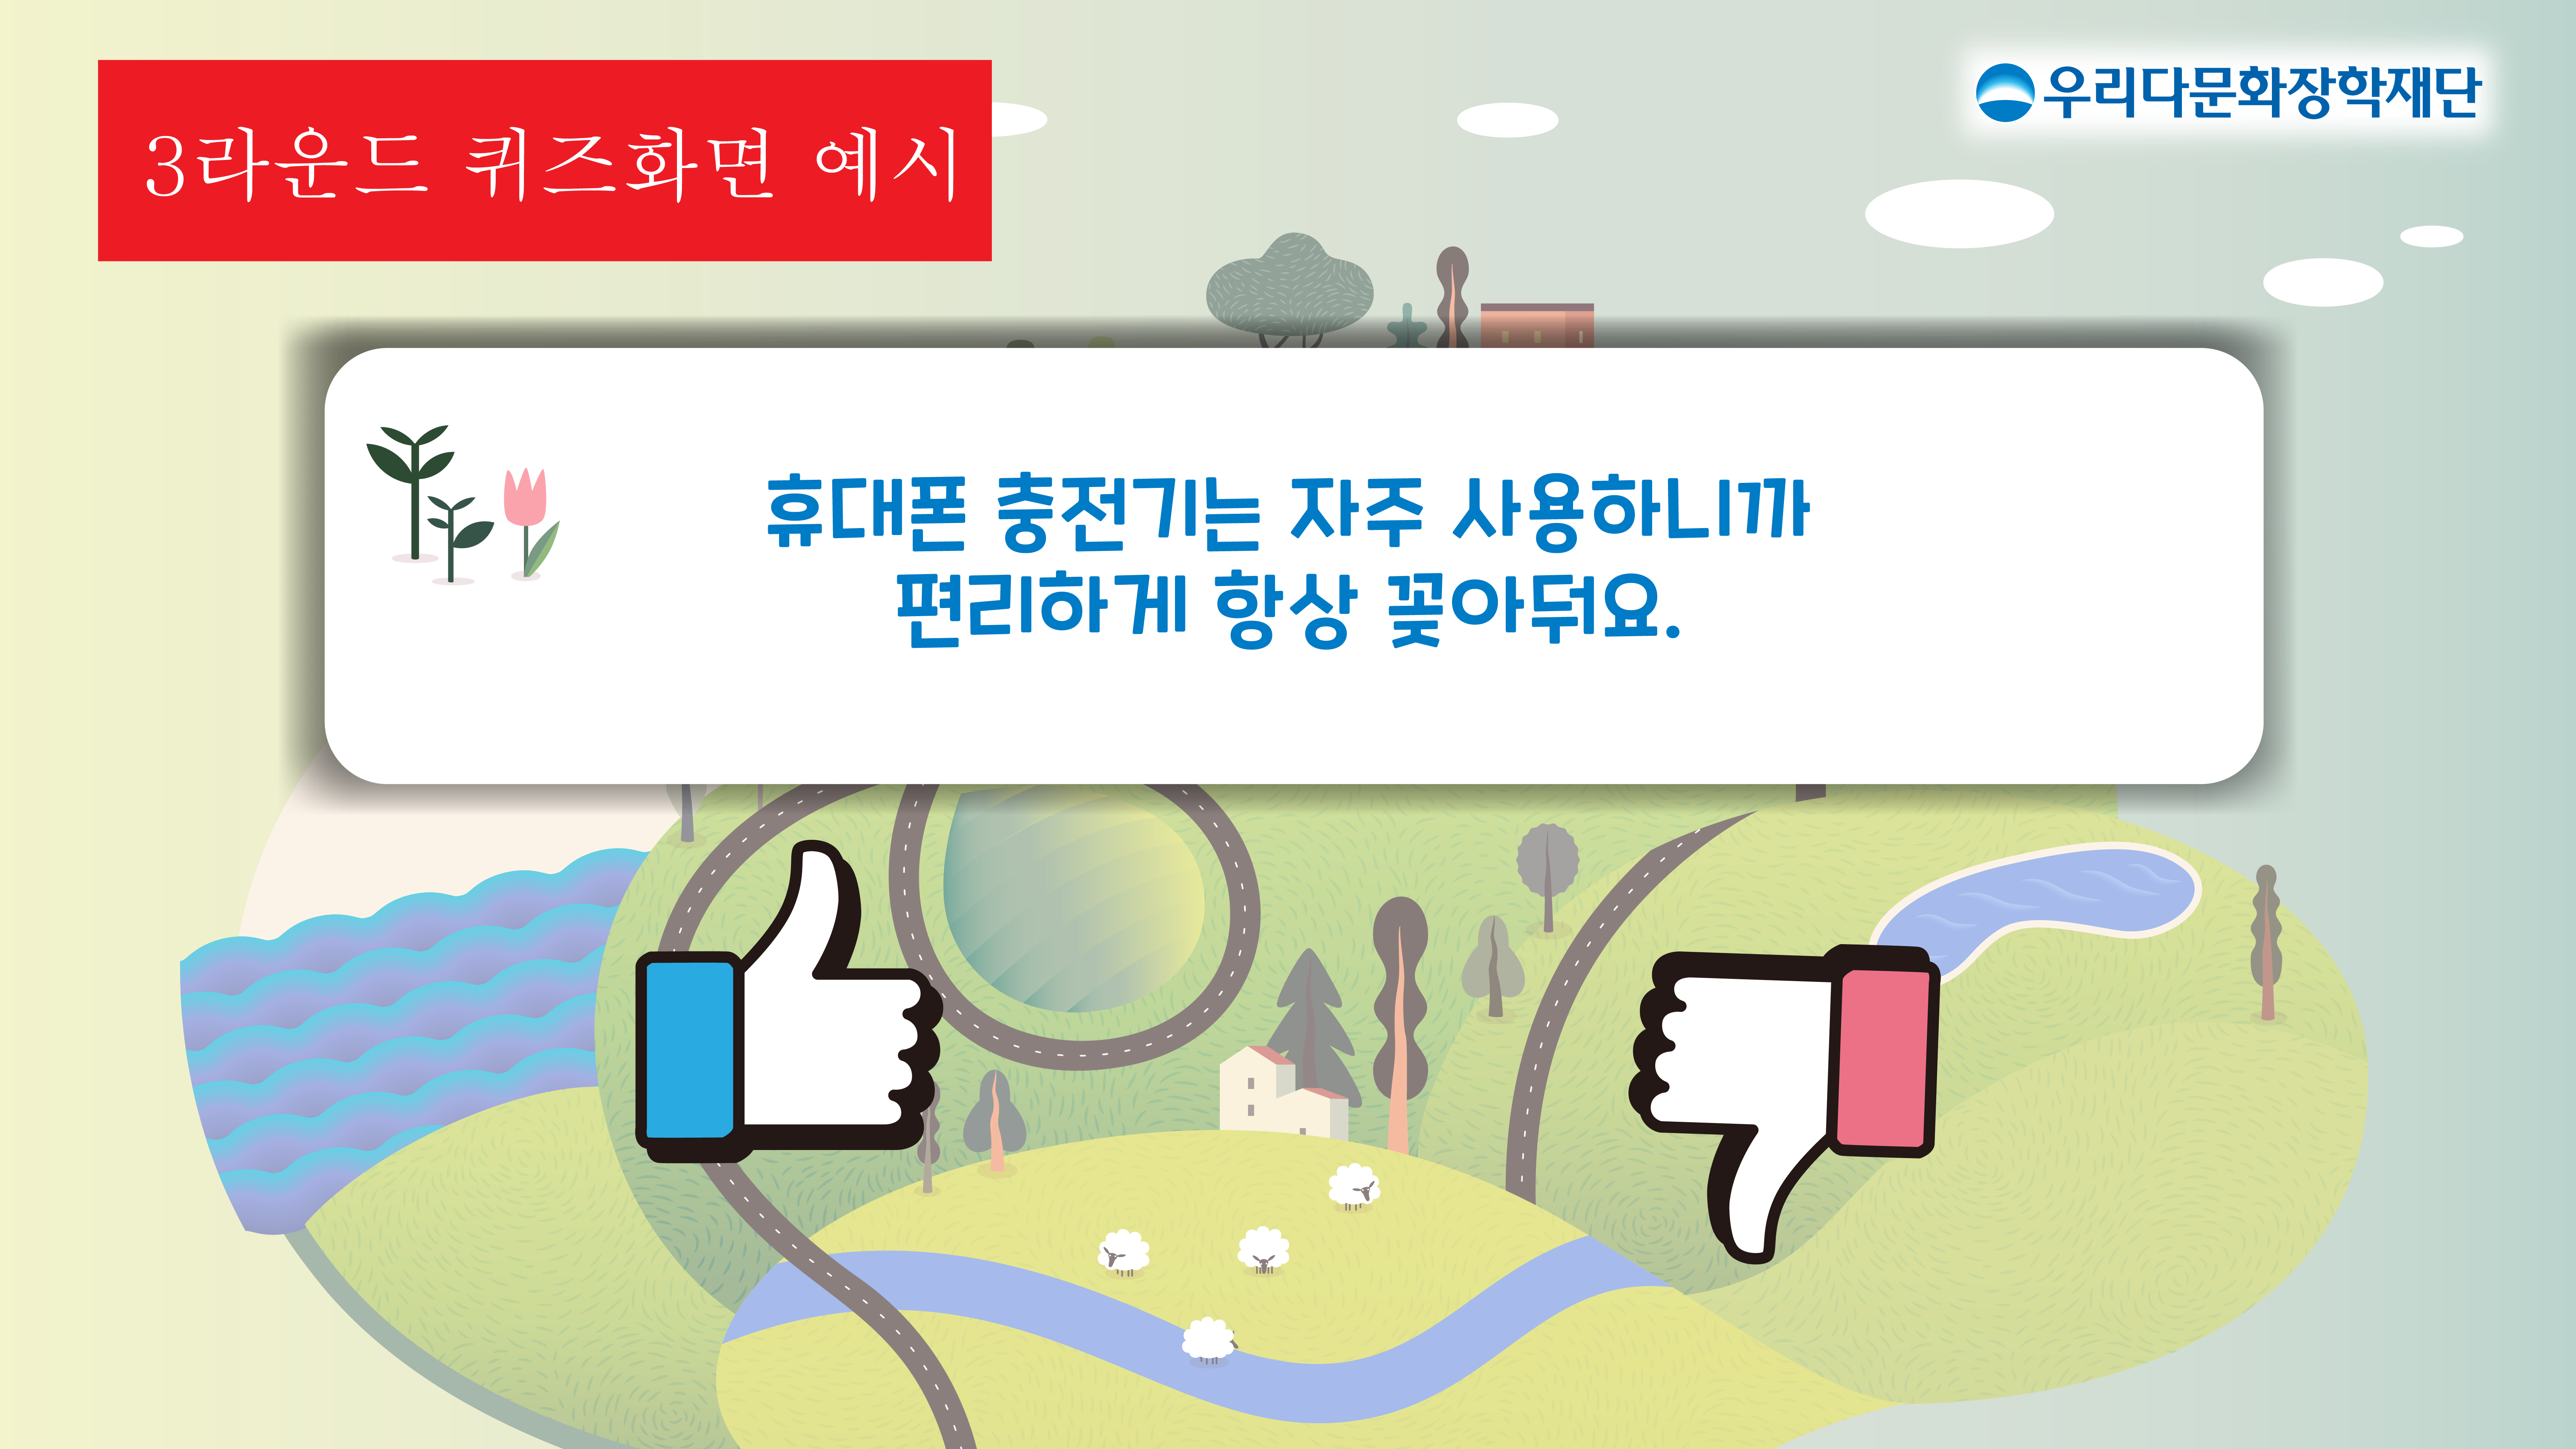 3라운드 퀴즈화면 예시
우리다문화장학재단
휴대폰 충전기는 자주 사용하니까
편리하게 항상 꽂아둬요.